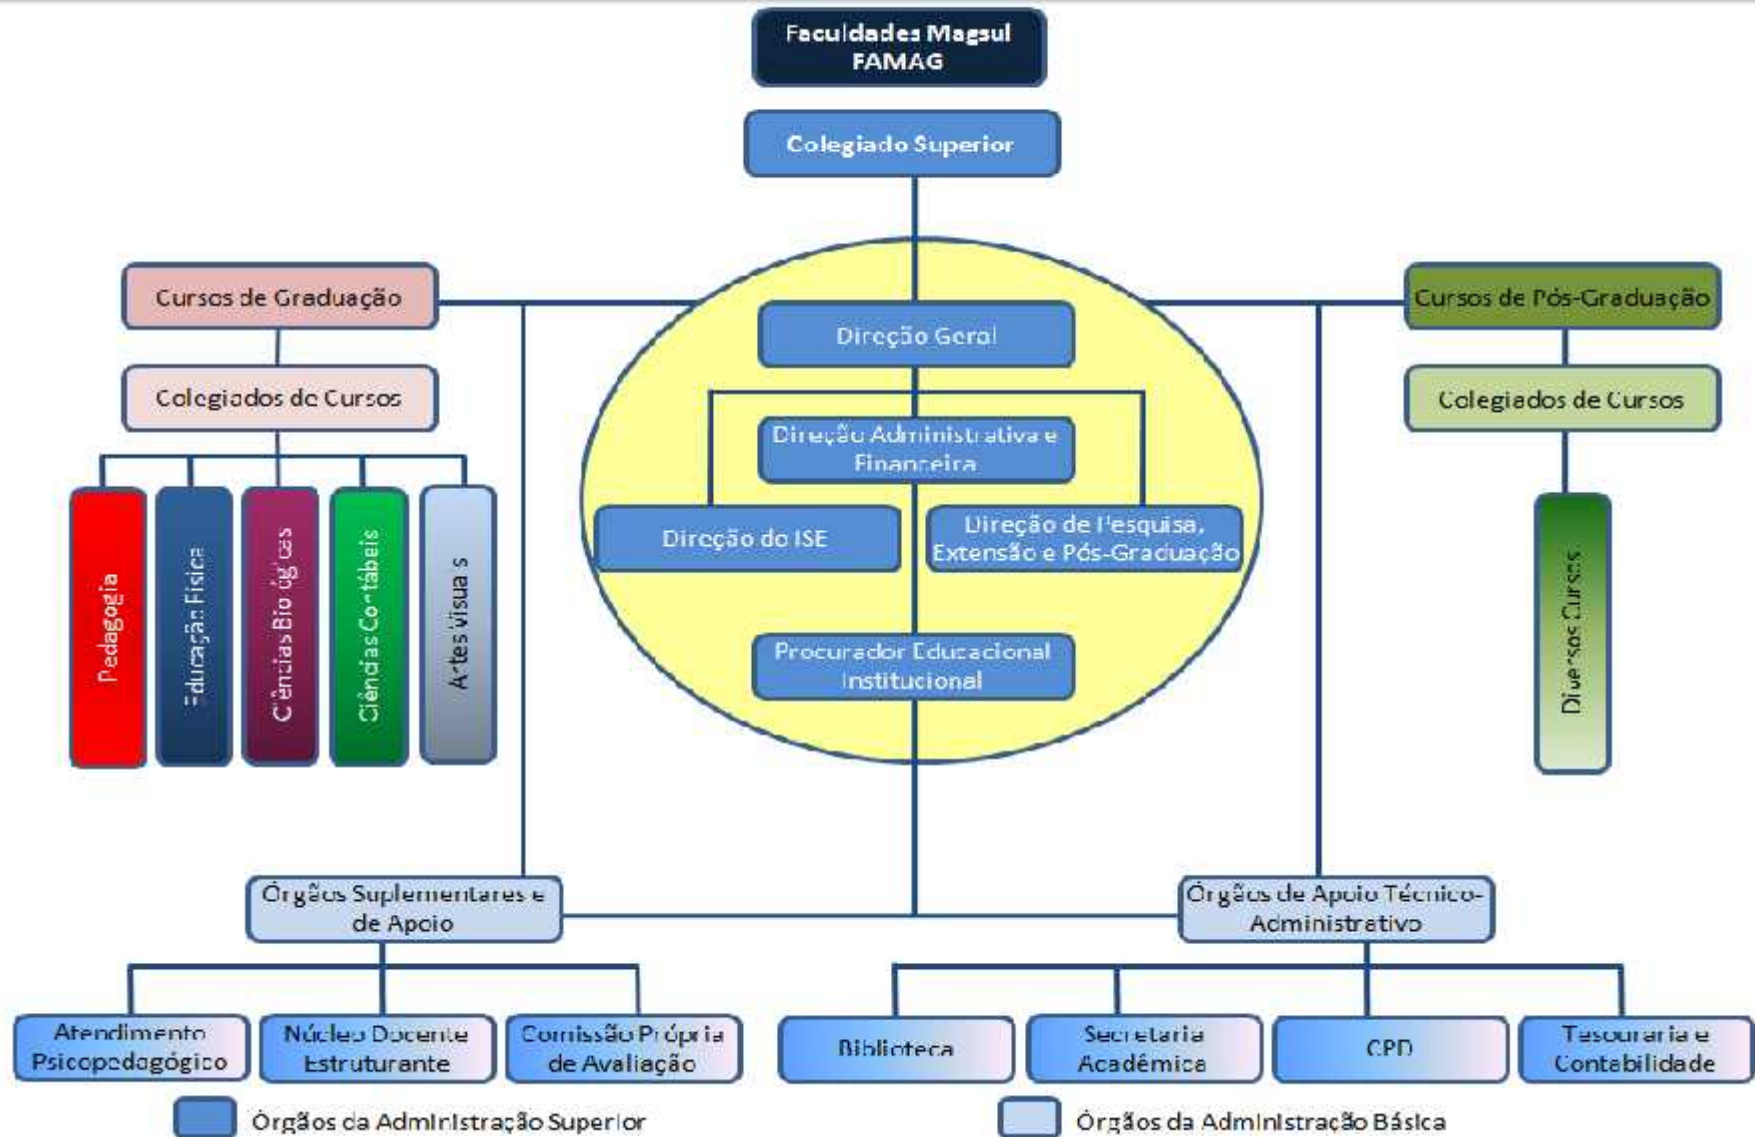 Faculdades Magsul
FAMAG
Colegiado Superior
Cursos de Graduação
Cursos de Pós-Graduação
Direção Geral
Colegiados de Cursos
Colegiados de Cursos
Direção Administrativa e
Financeira
Direção do ISE
Direção de Pesquisa,
Extensão e Pós-Graduação
Procurador Educacional
Institucional
Pedagogia
Educação Física
Ciências Biológicas
Ciências Contábeis
Artes visuais
Diversos Cursos
Órgãos Suplementares e
de Apoio
Órgãos de Apoio Técnico-
Administrativo
Atendimento
Psicopedagógico
Núcleo Docente
Estruturante
Comissão Própria
de Avaliação
Biblioteca
Secretaria
Acadêmica
CPD
Tesouraria e
Contabilidade
Órgãos da Administração Superior
Órgãos da Administração Básica